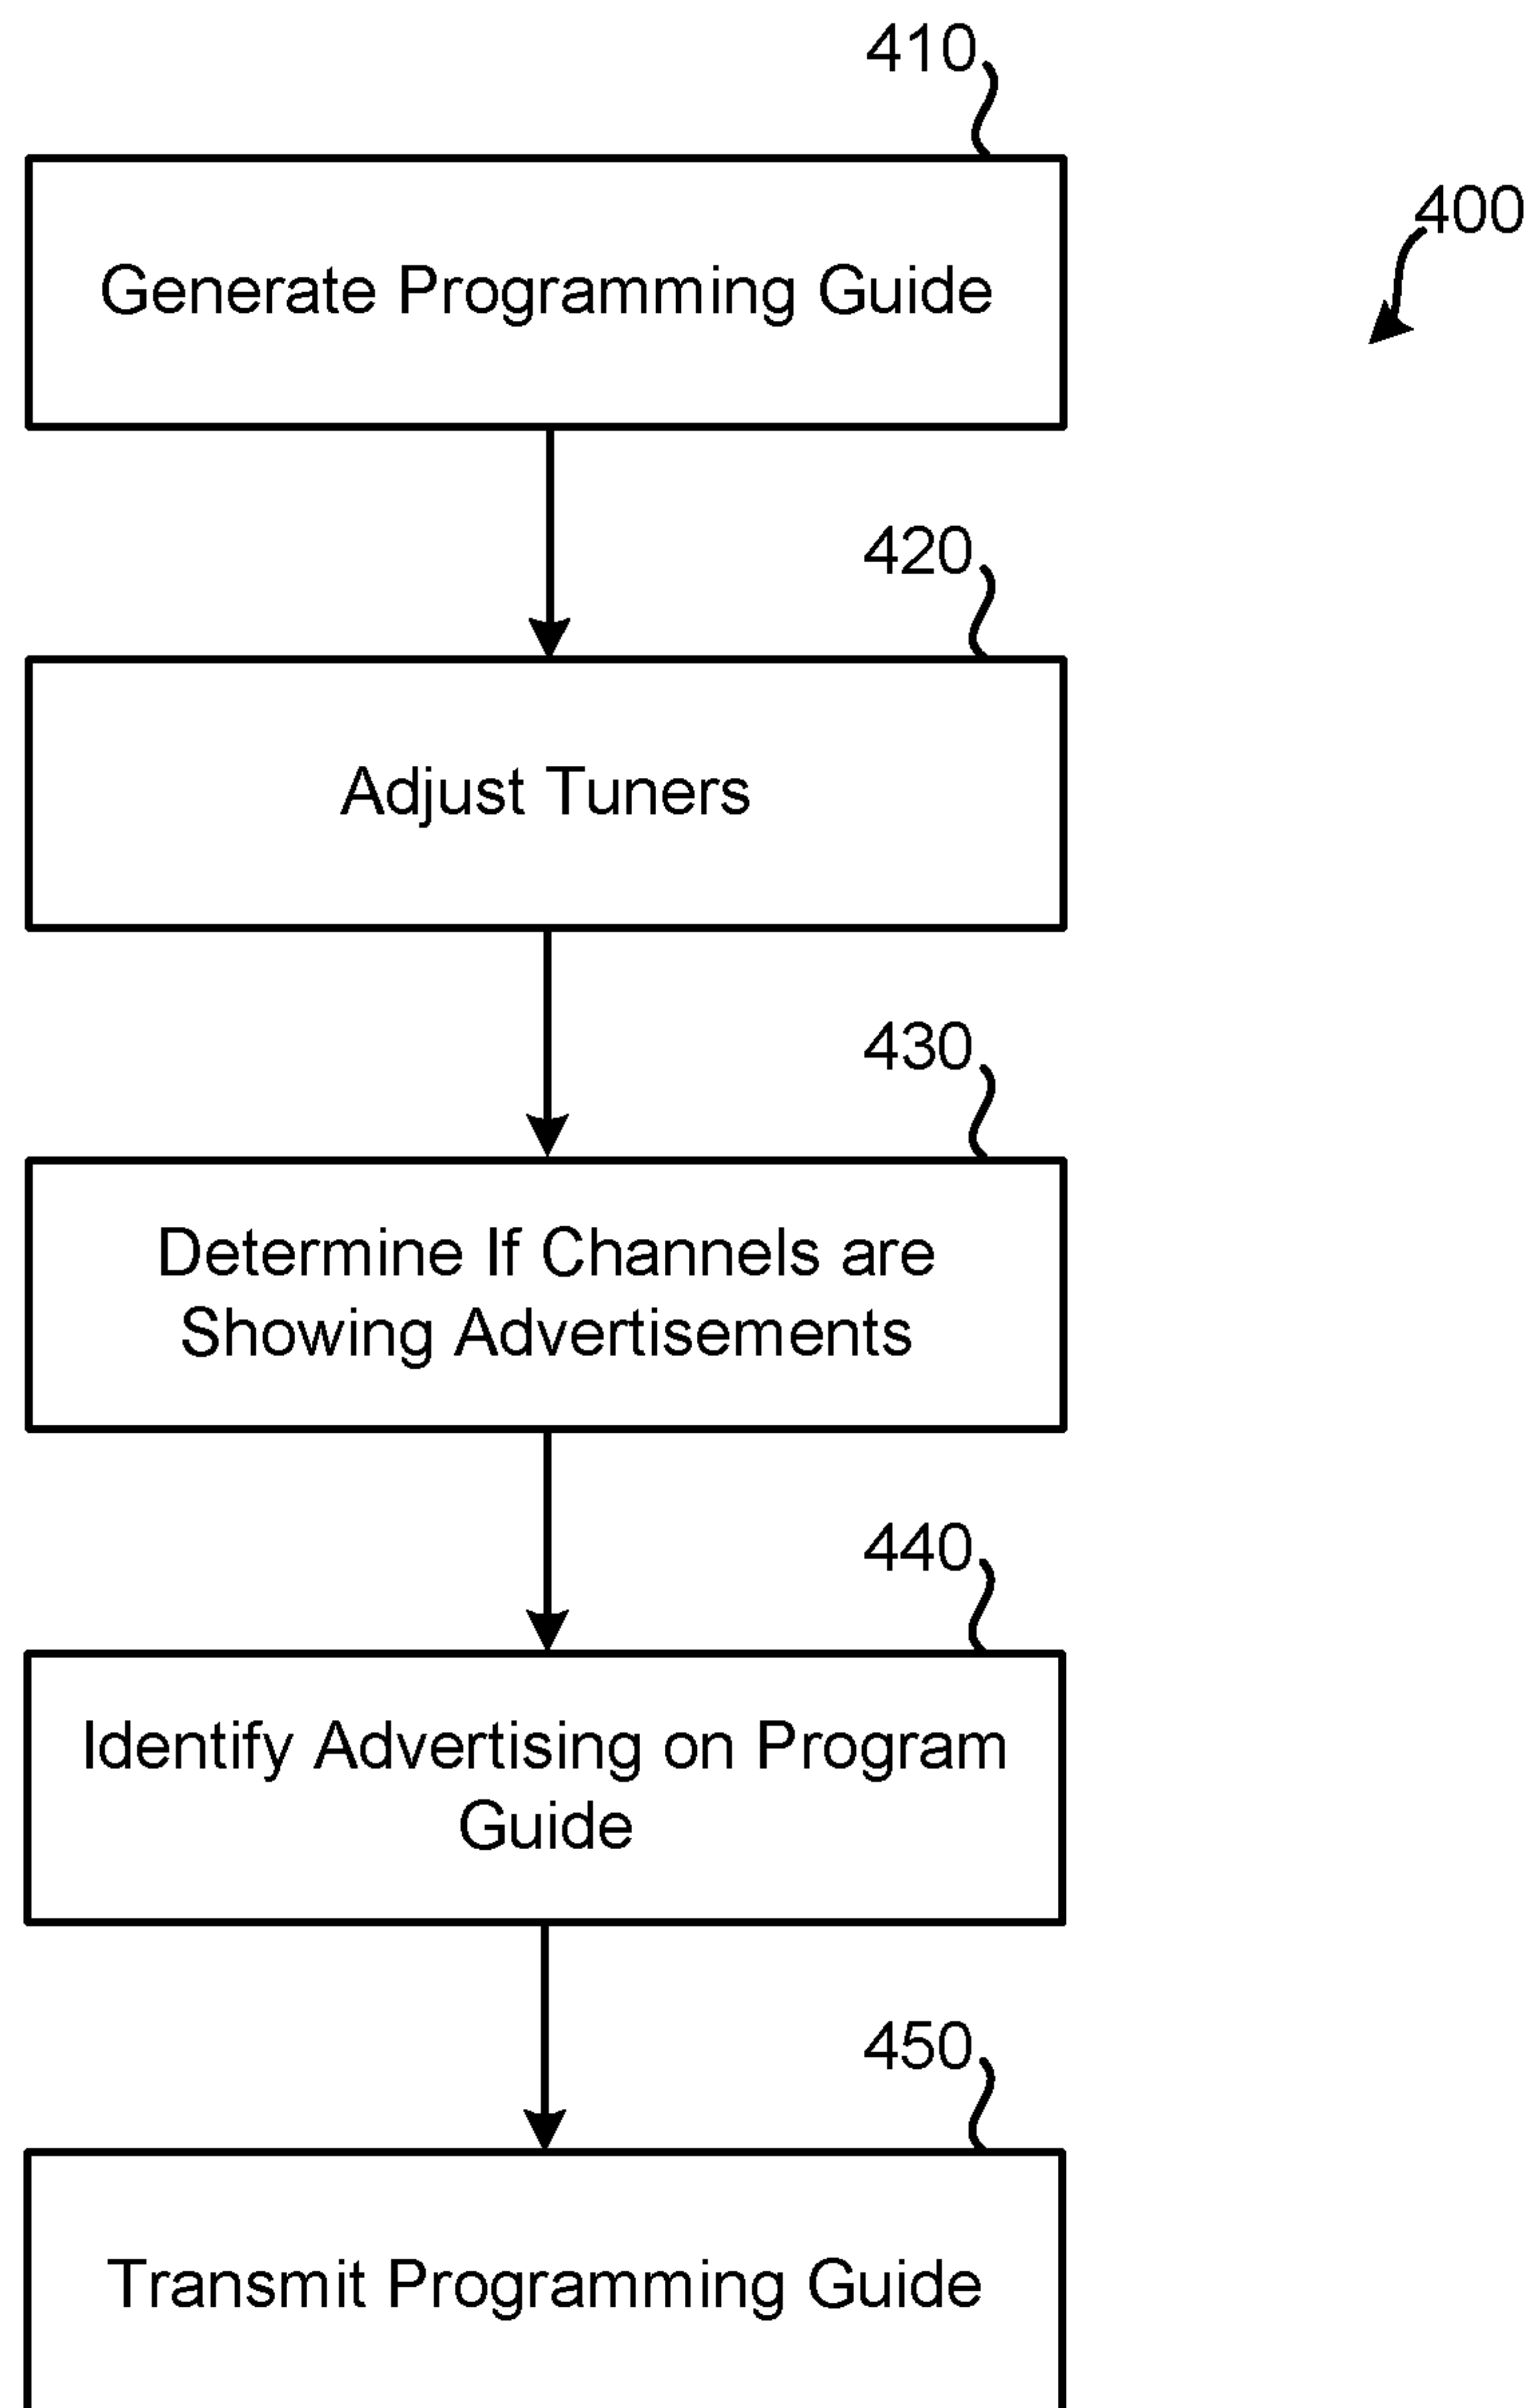 410
400
Generate Programming Guide
420
Adjust Tuners
430
Determine If Channels are
Showing Advertisements
440
Identify Advertising on Program
Guide
450
Transmit Programming Guide